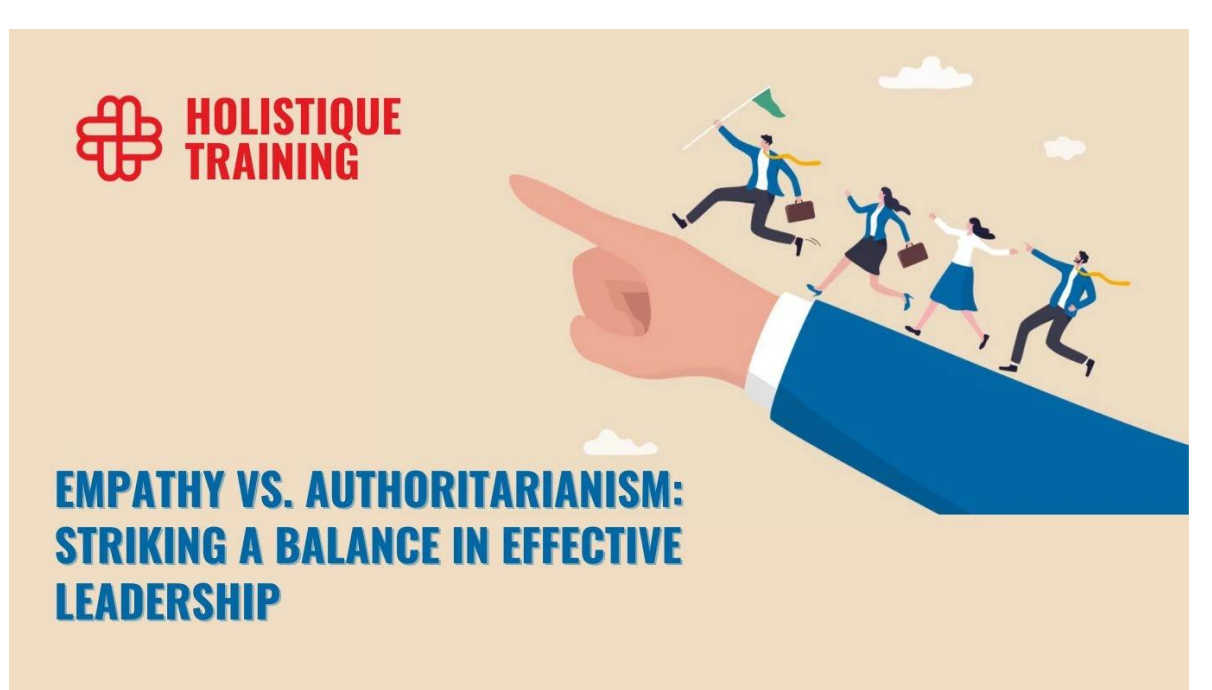 HOLISTIQUE
TRAINING
EMPATHY VS. AUTHORITARIANISM:
STRIKING A BALANCE IN EFFECTIVE
LEADERSHIP